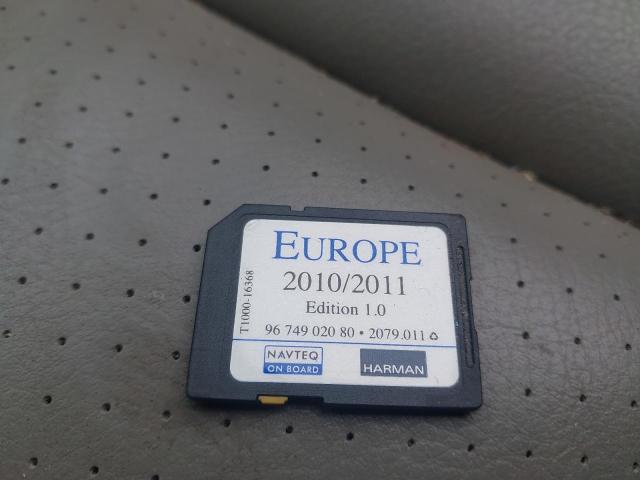 EUROPE
2010/2011
Edition 1.0
96 749 020 80 • 2079.011
T1000-16368
NAVTEQ
ON BOARD
HARMAN